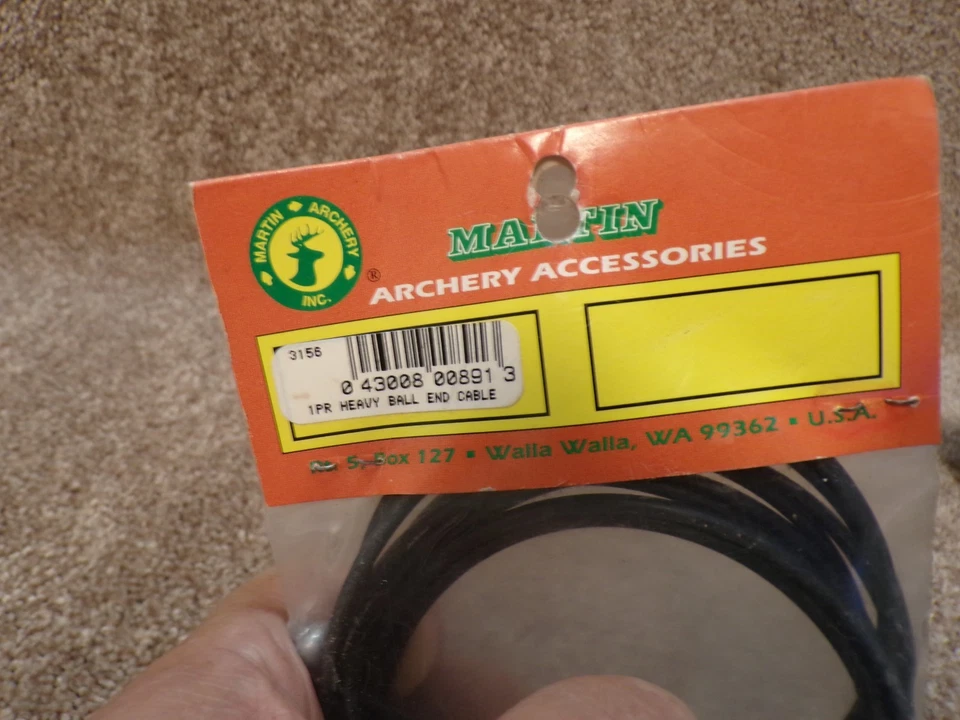 MARTIN ARCHERY
INC.
®
MARTIN
ARCHERY ACCESSORIES
3156
0 43008 00891 3
1PR HEAVY BALL END CABLE
Box 127 ▪ Walla Walla, WA 99362 ▪ U.S.A.